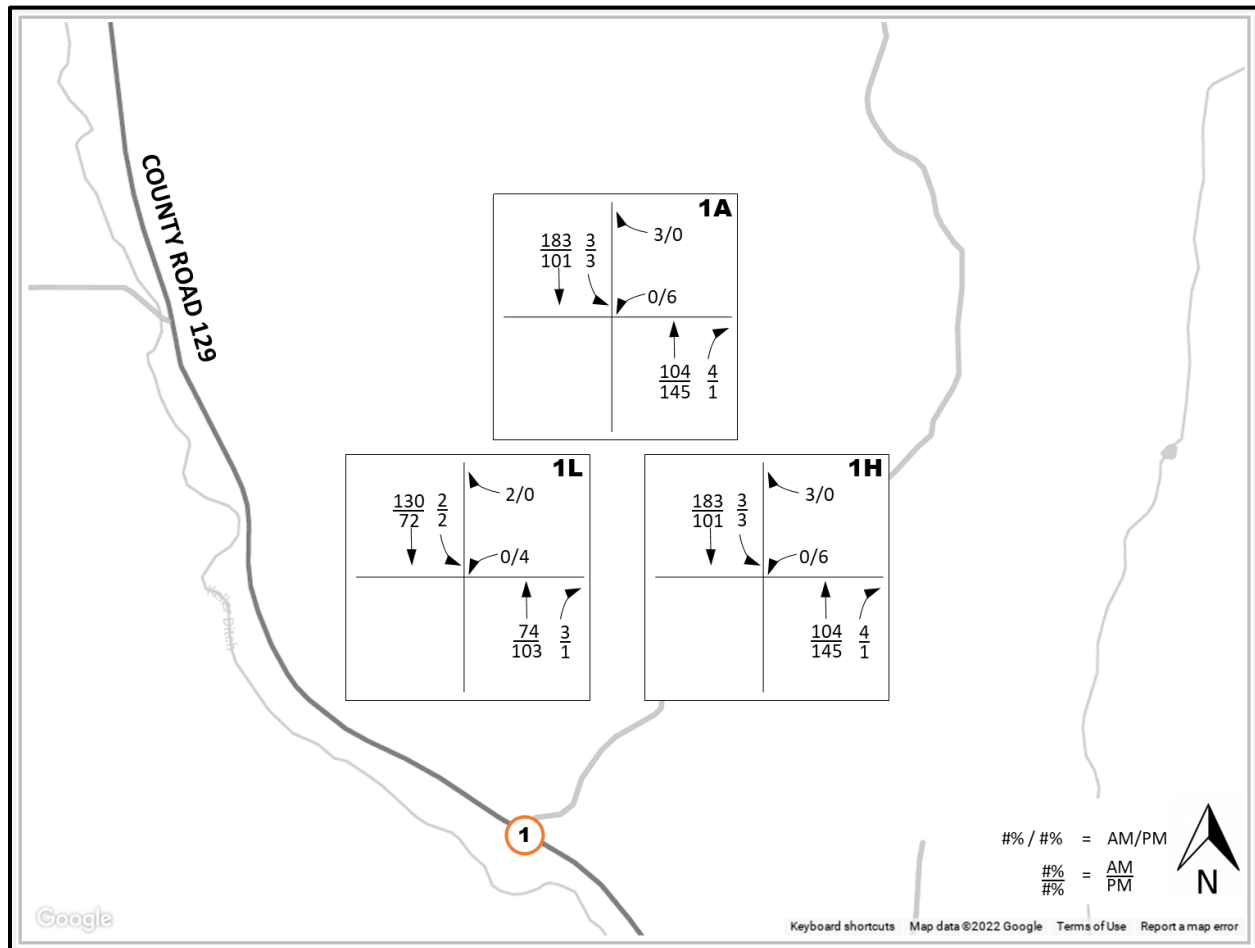 COUNTY ROAD 129
1A
3/0
183 3
101 3
0/6
104 4
145 1
1L
2/0
130 2
72 2
0/4
74 3
103 1
1H
3/0
183 3
101 3
0/6
104 4
145 1
Keller Ditch
1
#% / #% = AM/PM
#% = AM
#% PM
N
Google
Keyboard shortcuts Map data ©2022 Google Terms of Use Report a map error